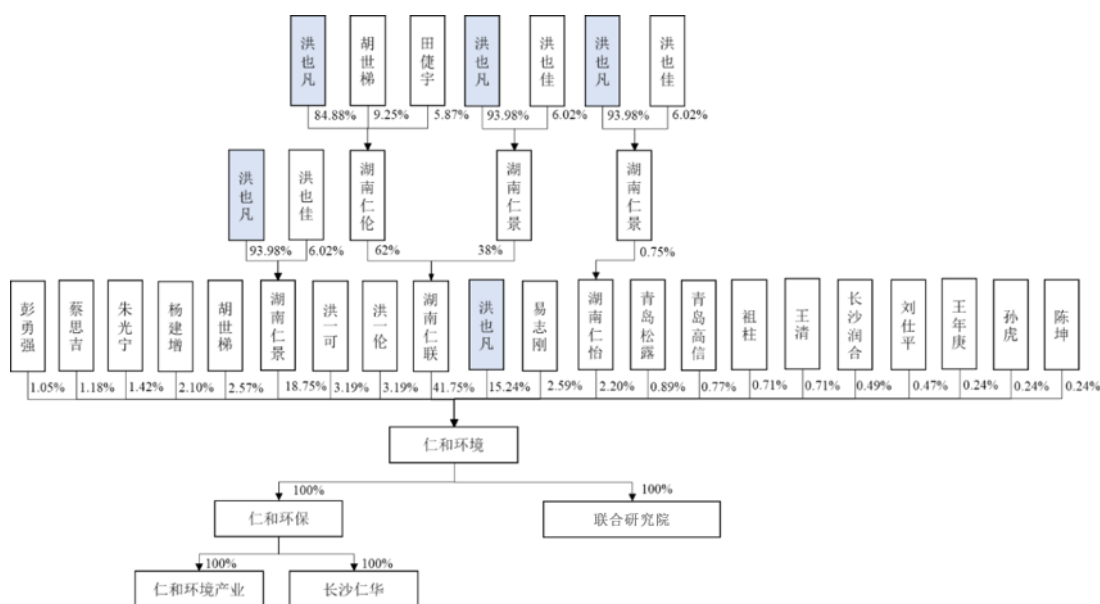 洪也凡
胡世梯
田倢宇
洪也凡
洪也佳
洪也凡
洪也佳
84.88%
9.25%
5.87%
93.98%
6.02%
93.98%
6.02%
洪也凡
洪也佳
湖南仁伦
湖南仁景
湖南仁景
93.98%
6.02%
62%
38%
0.75%
彭勇强
蔡思吉
朱光宁
杨建增
胡世梯
湖南仁景
洪一可
洪一伦
湖南仁联
洪也凡
易志刚
湖南仁怡
青岛松露
青岛高信
祖柱
王清
长沙润合
刘仕平
王年庚
孙虎
陈坤
1.05%
1.18%
1.42%
2.10%
2.57%
18.75%
3.19%
3.19%
41.75%
15.24%
2.59%
2.20%
0.89%
0.77%
0.71%
0.71%
0.49%
0.47%
0.24%
0.24%
0.24%
仁和环境
100%
100%
仁和环保
联合研究院
100%
100%
仁和环境产业
长沙仁华